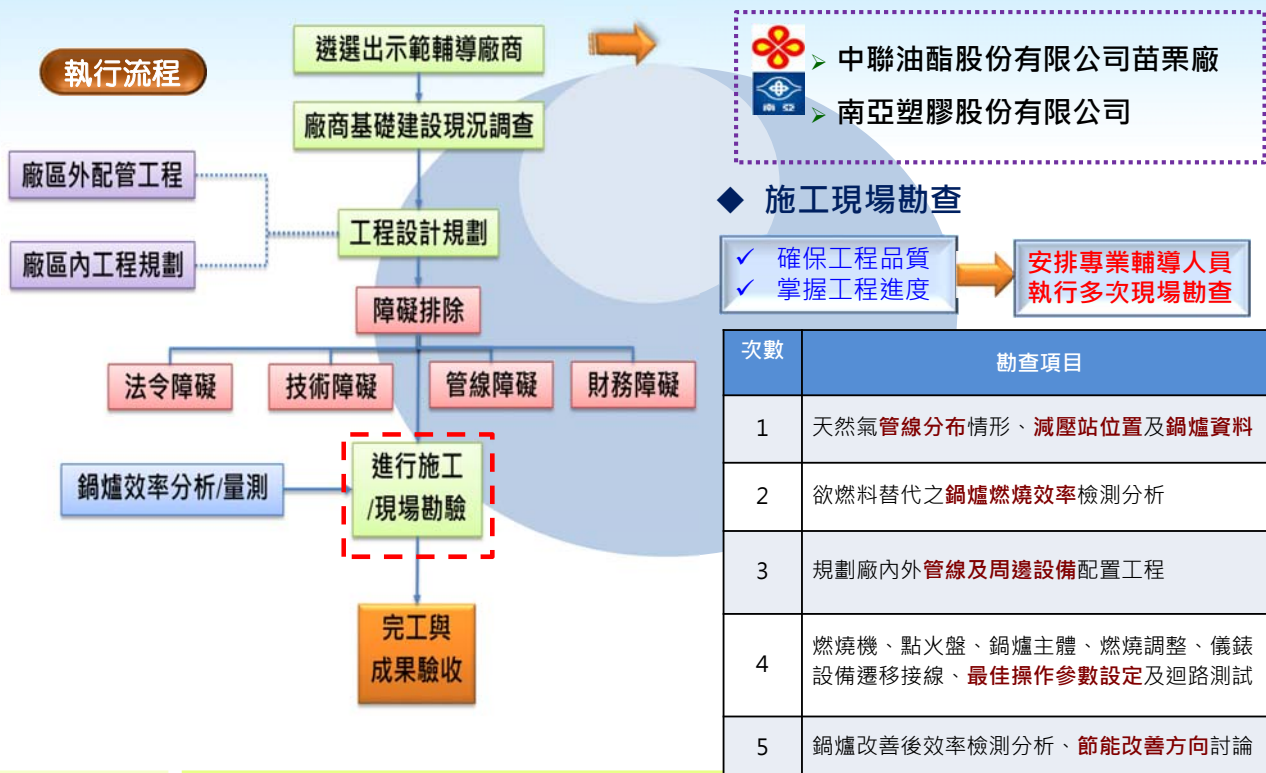 執行流程
遴選出示範輔導廠商
廠商基礎建設現況調查
廠區外配管工程
廠區內工程規劃
工程設計規劃
障礙排除
法令障礙
技術障礙
管線障礙
財務障礙
鍋爐效率分析/量測
進行施工
/現場勘驗
完工與
成果驗收
南亞
➢ 中聯油酯股份有限公司苗栗廠
➢ 南亞塑膠股份有限公司
◆ 施工現場勘查
✓ 確保工程品質
✓ 掌握工程進度
安排專業輔導人員
執行多次現場勘查
次數 勘查項目
1 天然氣管線分布情形、減壓站位置及鍋爐資料
2 欲燃料替代之鍋爐燃燒效率檢測分析
3 規劃廠內外管線及周邊設備配置工程
4 燃燒機、點火盤、鍋爐主體、燃燒調整、儀錶
設備遷移接線、最佳操作參數設定及迴路測試
5 鍋爐改善後效率檢測分析、節能改善方向討論